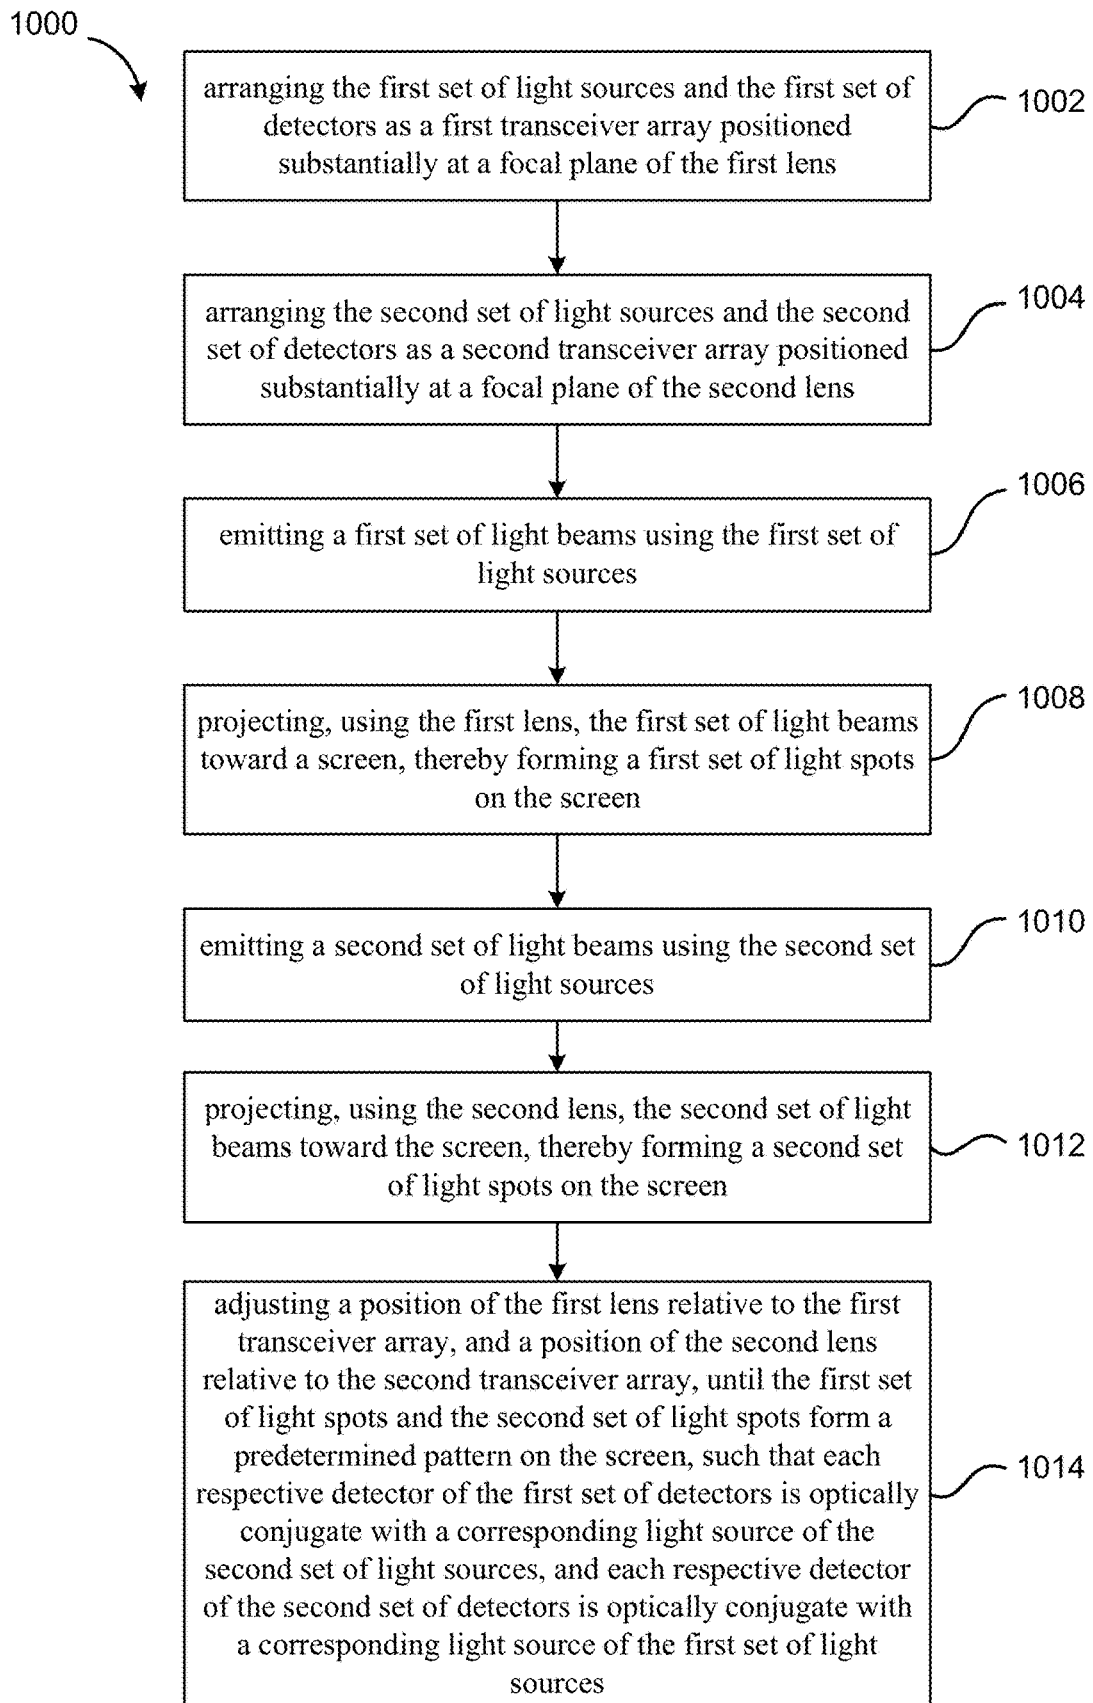 1000
arranging the first set of light sources and the first set of
detectors as a first transceiver array positioned
substantially at a focal plane of the first lens
1002
arranging the second set of light sources and the second
set of detectors as a second transceiver array positioned
substantially at a focal plane of the second lens
1004
emitting a first set of light beams using the first set of
light sources
1006
projecting, using the first lens, the first set of light beams
toward a screen, thereby forming a first set of light spots
on the screen
1008
emitting a second set of light beams using the second set
of light sources
1010
projecting, using the second lens, the second set of light
beams toward the screen, thereby forming a second set
of light spots on the screen
1012
adjusting a position of the first lens relative to the first
transceiver array, and a position of the second lens
relative to the second transceiver array, until the first set
of light spots and the second set of light spots form a
predetermined pattern on the screen, such that each
respective detector of the first set of detectors is optically
conjugate with a corresponding light source of the
second set of light sources, and each respective detector
of the second set of detectors is optically conjugate with
a corresponding light source of the first set of light
sources
1014